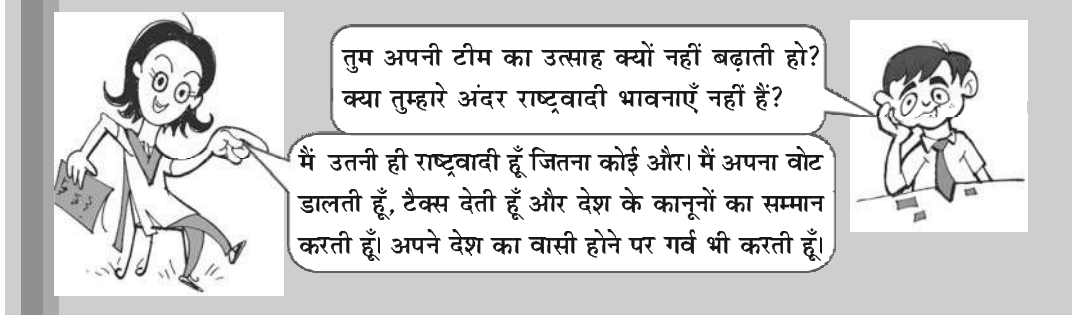 तुम अपनी टीम का उत्साह क्यों नहीं बढ़ाती हो?
क्या तुम्हारे अंदर राष्ट्रवादी भावनाएँ नहीं हैं?
मैं उतनी ही राष्ट्रवादी हूँ जितना कोई और। मैं अपना वोट
डालती हूँ, टैक्स देती हूँ और देश के कानूनों का सम्मान
करती हूँ। अपने देश का वासी होने पर गर्व भी करती हूँ।